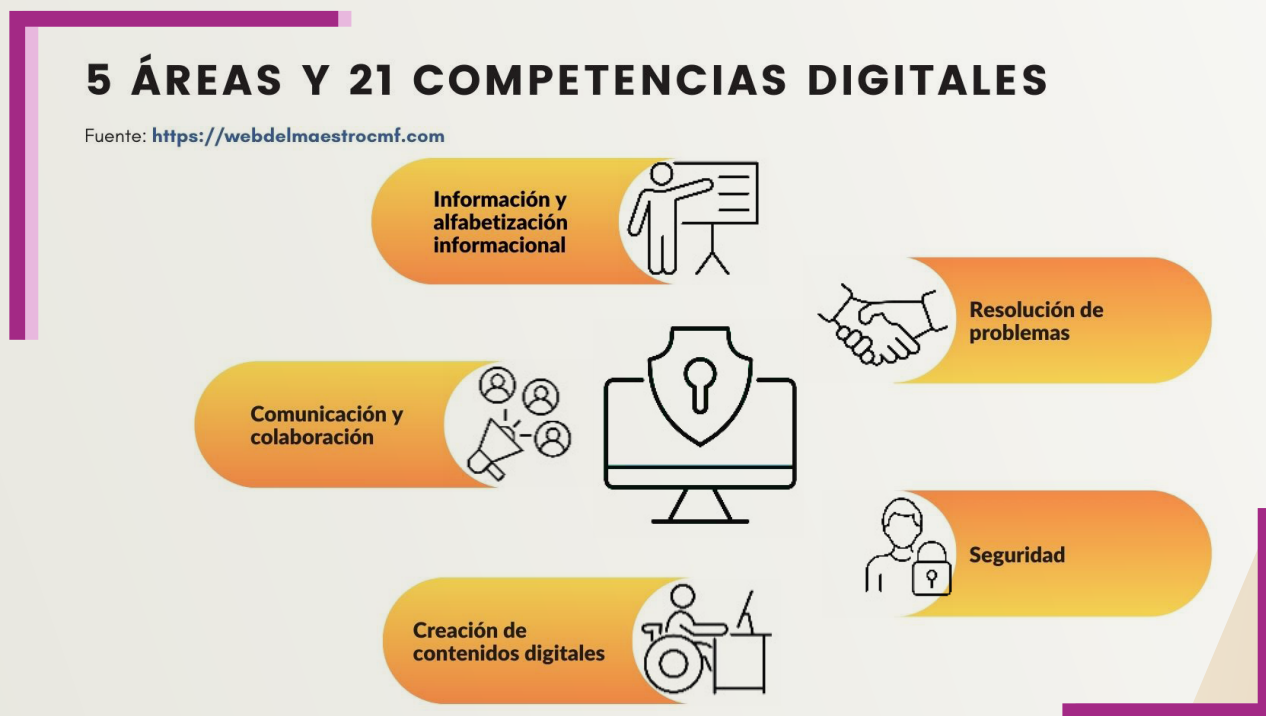 5 ÁREAS Y 21 COMPETENCIAS DIGITALES
Fuente: https://webdelmaestrocmf.com
Información y
alfabetización
informacional
Resolución de
problemas
Comunicación y
colaboración
Seguridad
Creación de
contenidos digitales